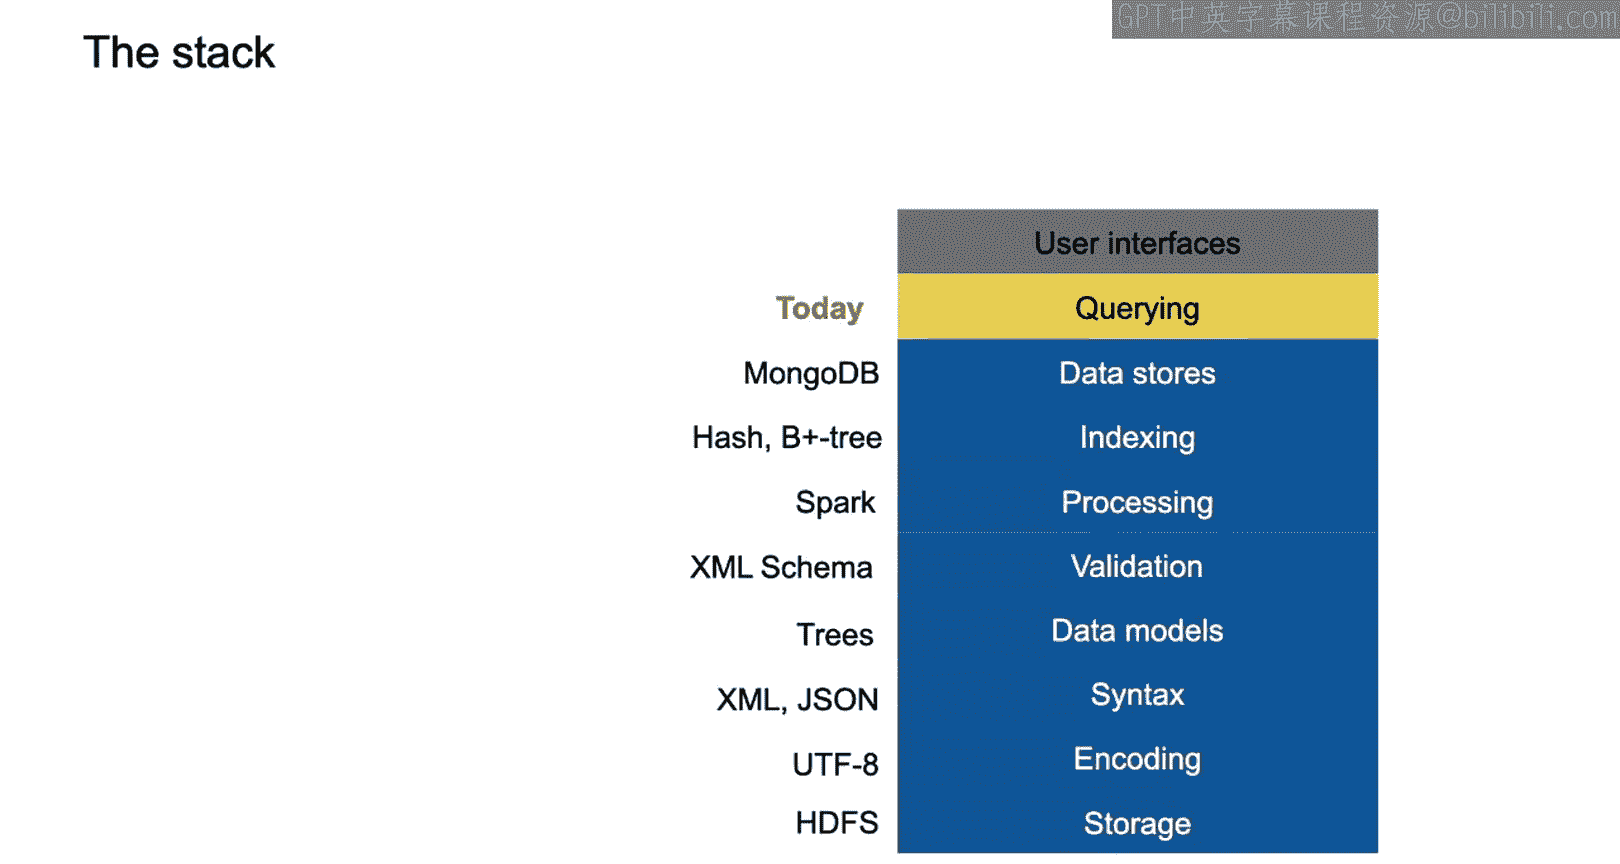 GPT中英字幕课程资源@bilibili.com
The stack
User interfaces
Today Querying
MongoDB Data stores
Hash, B+-tree Indexing
Spark Processing
XML Schema Validation
Trees Data models
XML, JSON Syntax
UTF-8 Encoding
HDFS Storage